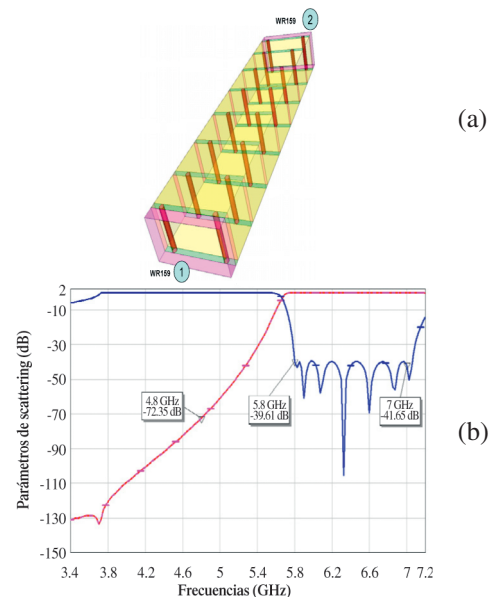 WR159 2
(a)
WR159 1
2
-10
-30
-50
-70
-90
-110
-130
-150
Parámetros de scattering (dB)
4.8 GHz
-72.35 dB
5.8 GHz
-39.61 dB
7 GHz
-41.65 dB
(b)
3.4 3.8 4.2 4.6 5 5.4 5.8 6.2 6.6 7 7.2
Frecuencias (GHz)